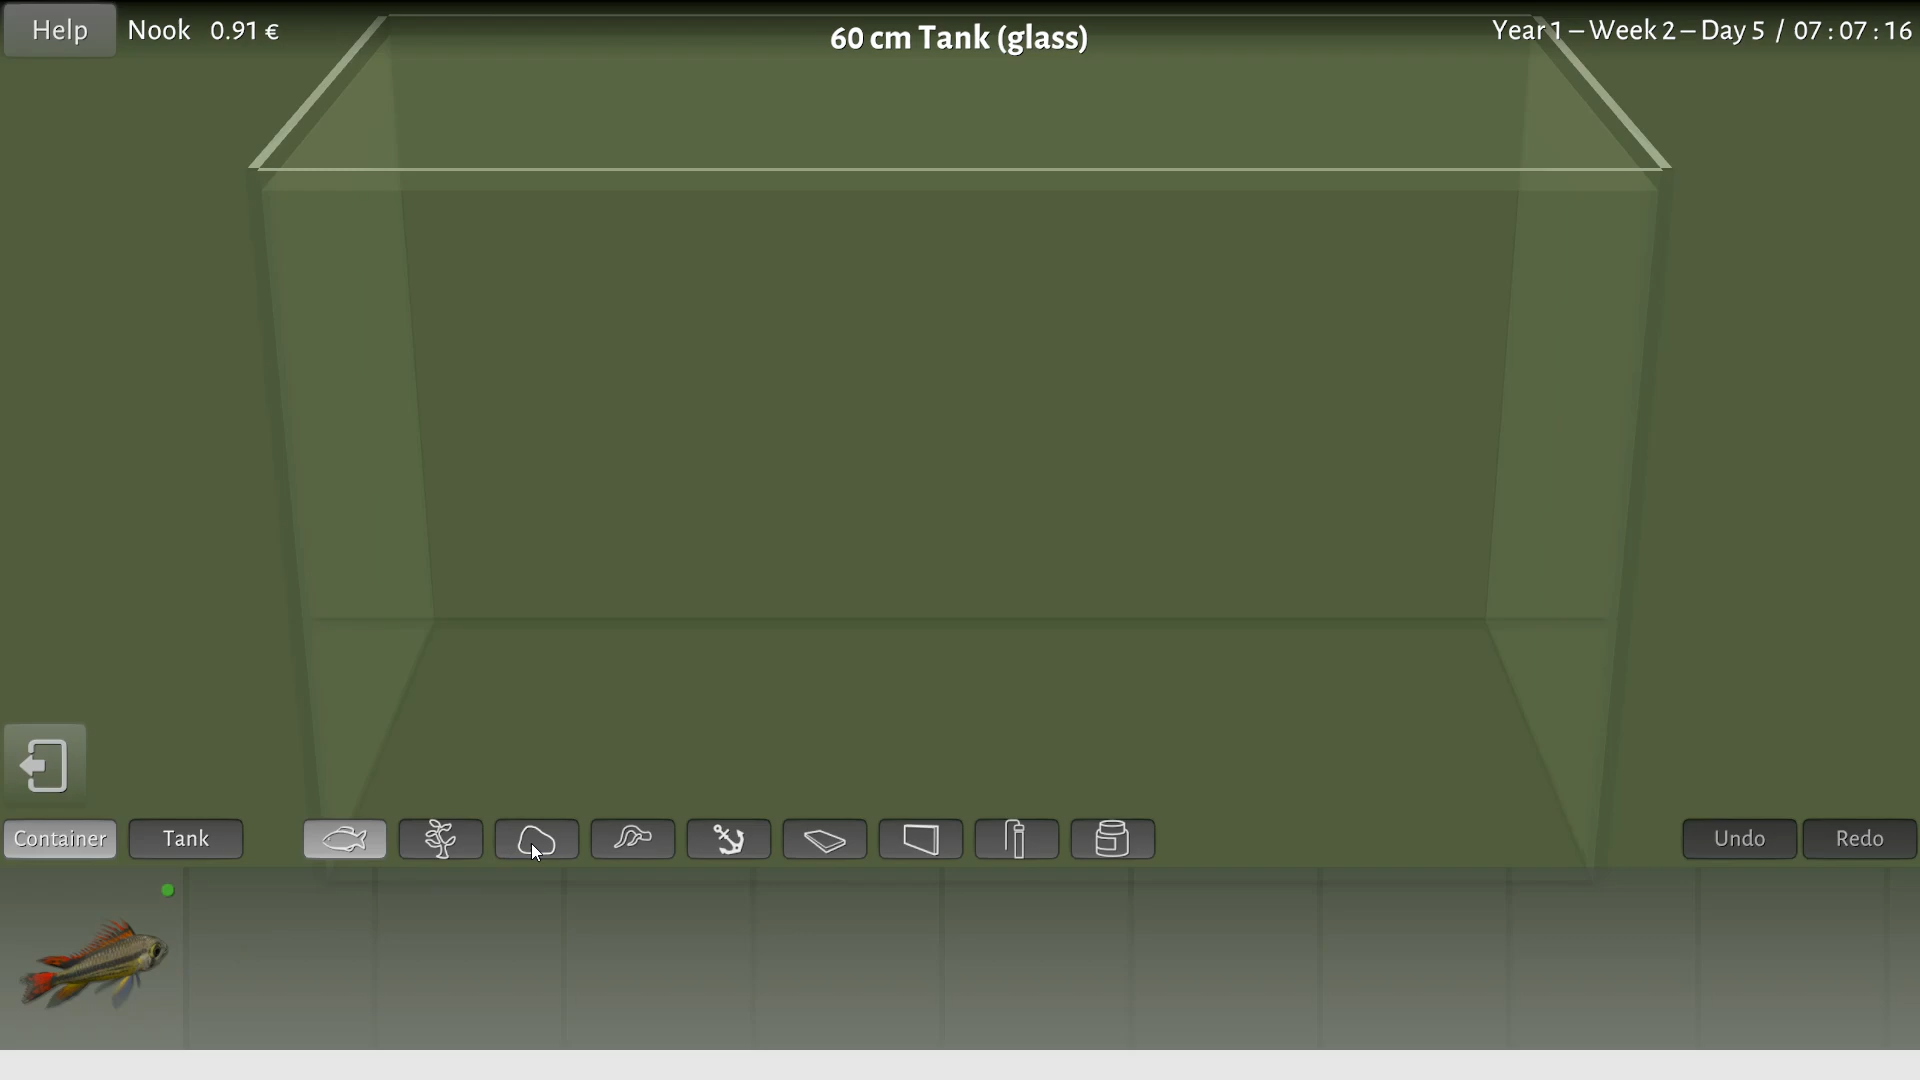 Help
Nook 0.91 €
60 cm Tank (glass)
Year 1 – Week 2 – Day 5 / 07:07:16
Container
Tank
Undo
Redo